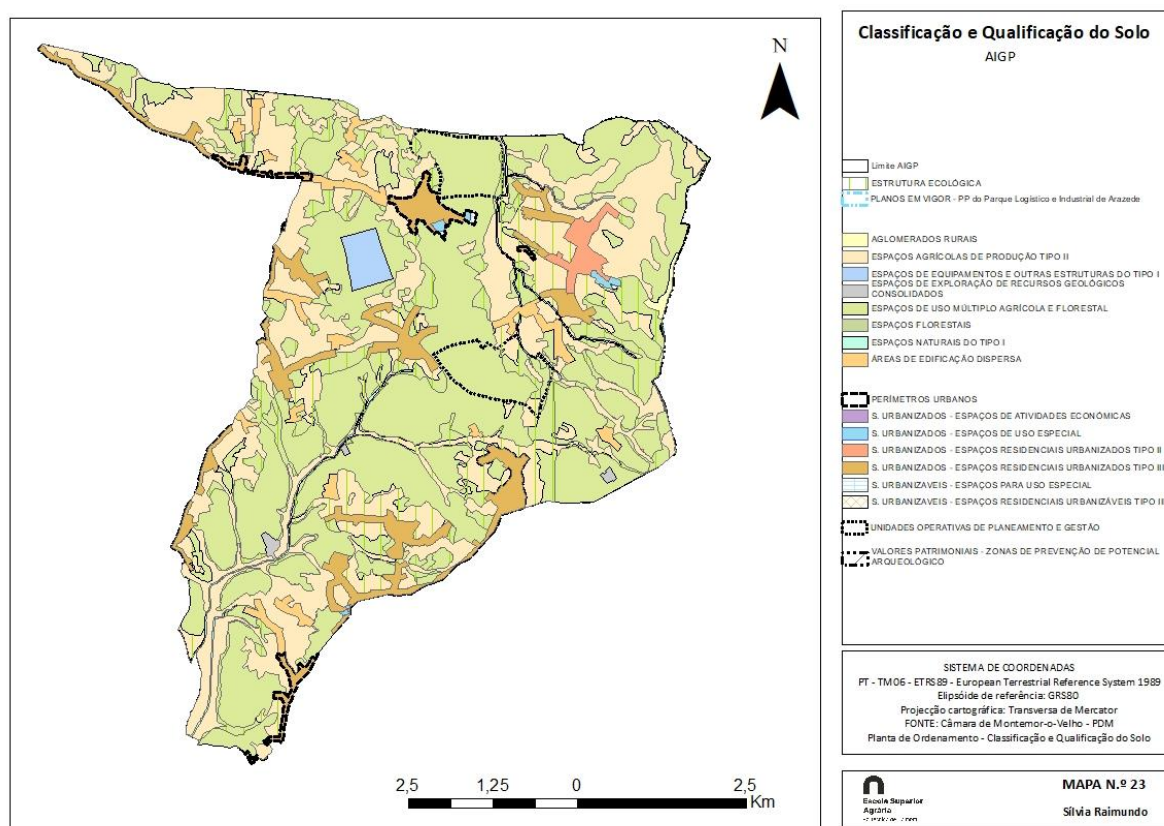 Classificação e Qualificação do Solo
AIGP
N
Limite AIGP
ESTRUTURA ECOLÓGICA
PLANOS EM VIGOR - PP do Parque Logístico e Industrial de Arazede
AGLOMERADOS RURAIS
ESPAÇOS AGRÍCOLAS DE PRODUÇÃO TIPO II
ESPAÇOS DE EQUIPAMENTOS E OUTRAS ESTRUTURAS DO TIPO I
ESPAÇOS DE EXPLORAÇÃO DE RECURSOS GEOLÓGICOS
CONSOLIDADOS
ESPAÇOS DE USO MÚLTIPLO AGRÍCOLA E FLORESTAL
ESPAÇOS FLORESTAIS
ESPAÇOS NATURAIS DO TIPO I
ÁREAS DE EDIFICAÇÃO DISPERSA
PERÍMETROS URBANOS
S. URBANIZADOS - ESPAÇOS DE ATIVIDADES ECONÓMICAS
S. URBANIZADOS - ESPAÇOS DE USO ESPECIAL
S. URBANIZADOS - ESPAÇOS RESIDENCIAIS URBANIZADOS TIPO II
S. URBANIZADOS - ESPAÇOS RESIDENCIAIS URBANIZADOS TIPO III
S. URBANIZAVEIS - ESPAÇOS PARA USO ESPECIAL
S. URBANIZAVEIS - ESPAÇOS RESIDENCIAIS URBANIZÁVEIS TIPO II
UNIDADES OPERATIVAS DE PLANEAMENTO E GESTÃO
VALORES PATRIMONIAIS - ZONAS DE PREVENÇÃO DE POTENCIAL
ARQUEOLÓGICO
SISTEMA DE COORDENADAS
PT - TM06 - ETRS89 - European Terrestrial Reference System 1989
Elipsóide de referência: GRS80
Projecção cartográfica: Transversa de Mercator
FONTE: Câmara de Montemor-o-Velho - PDM
Planta de Ordenamento - Classificação e Qualificação do Solo
2,5 1,25 0 2,5
Km
Escola Superior
Agrária
MAPA N.º 23
Sílvia Raimundo